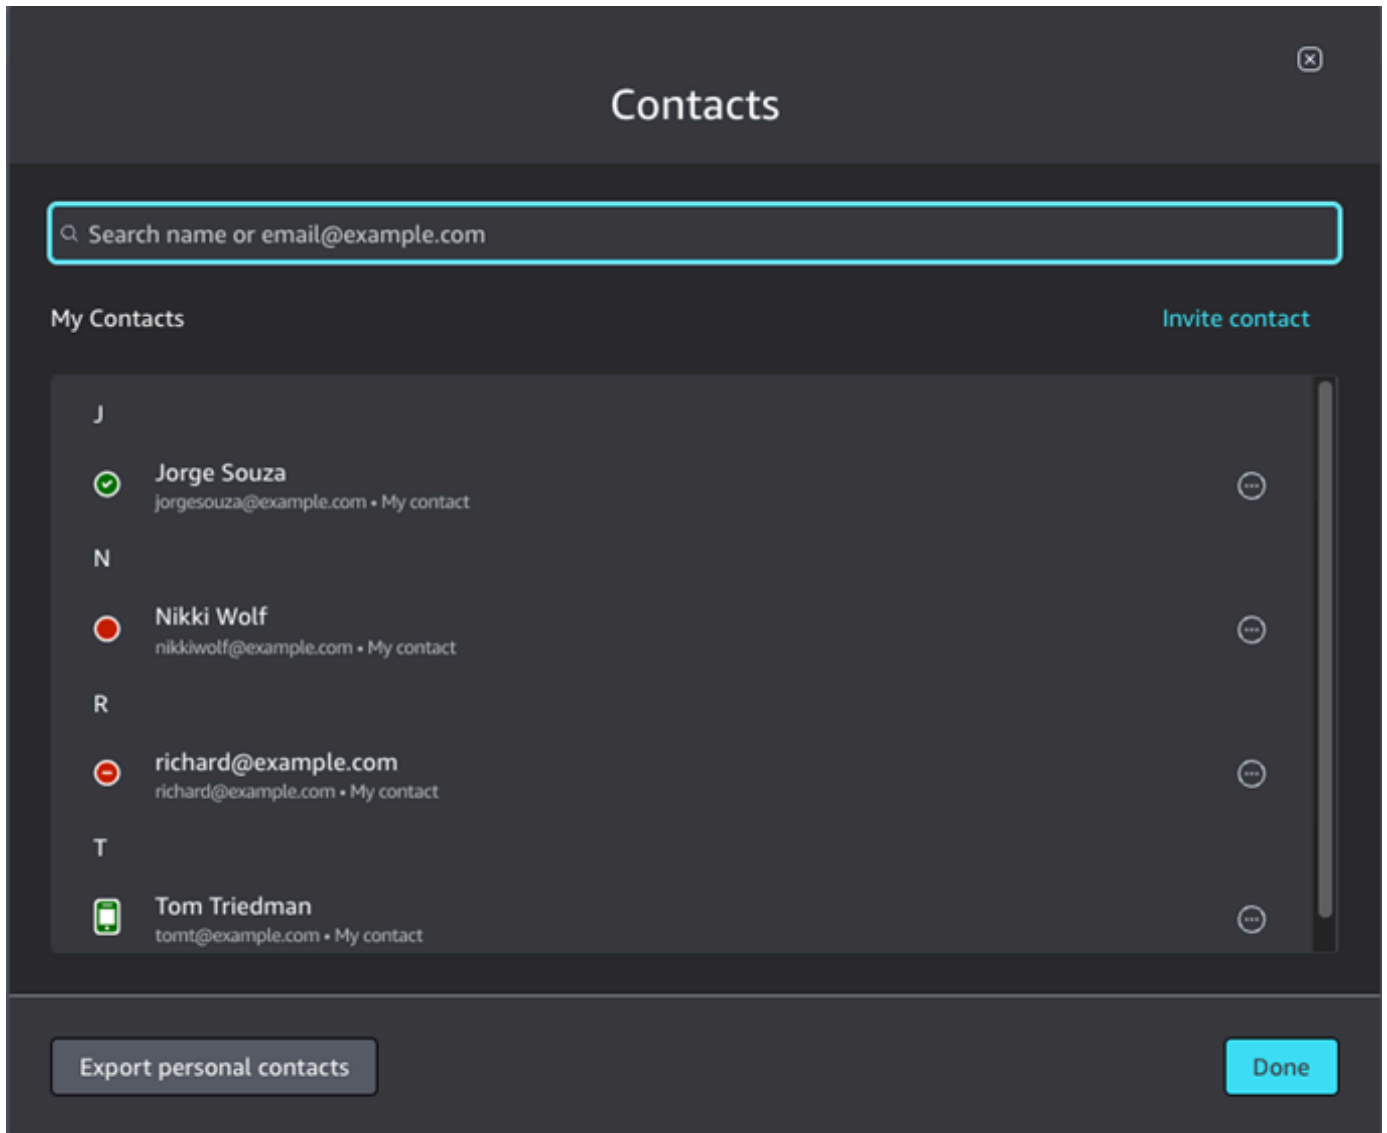 Contacts
Search name or email@example.com
My Contacts
Invite contact
J
Jorge Souza
jorgesouza@example.com • My contact
N
Nikki Wolf
nikkiwolf@example.com • My contact
R
richard@example.com
richard@example.com • My contact
T
Tom Triedman
tomt@example.com • My contact
Export personal contacts
Done